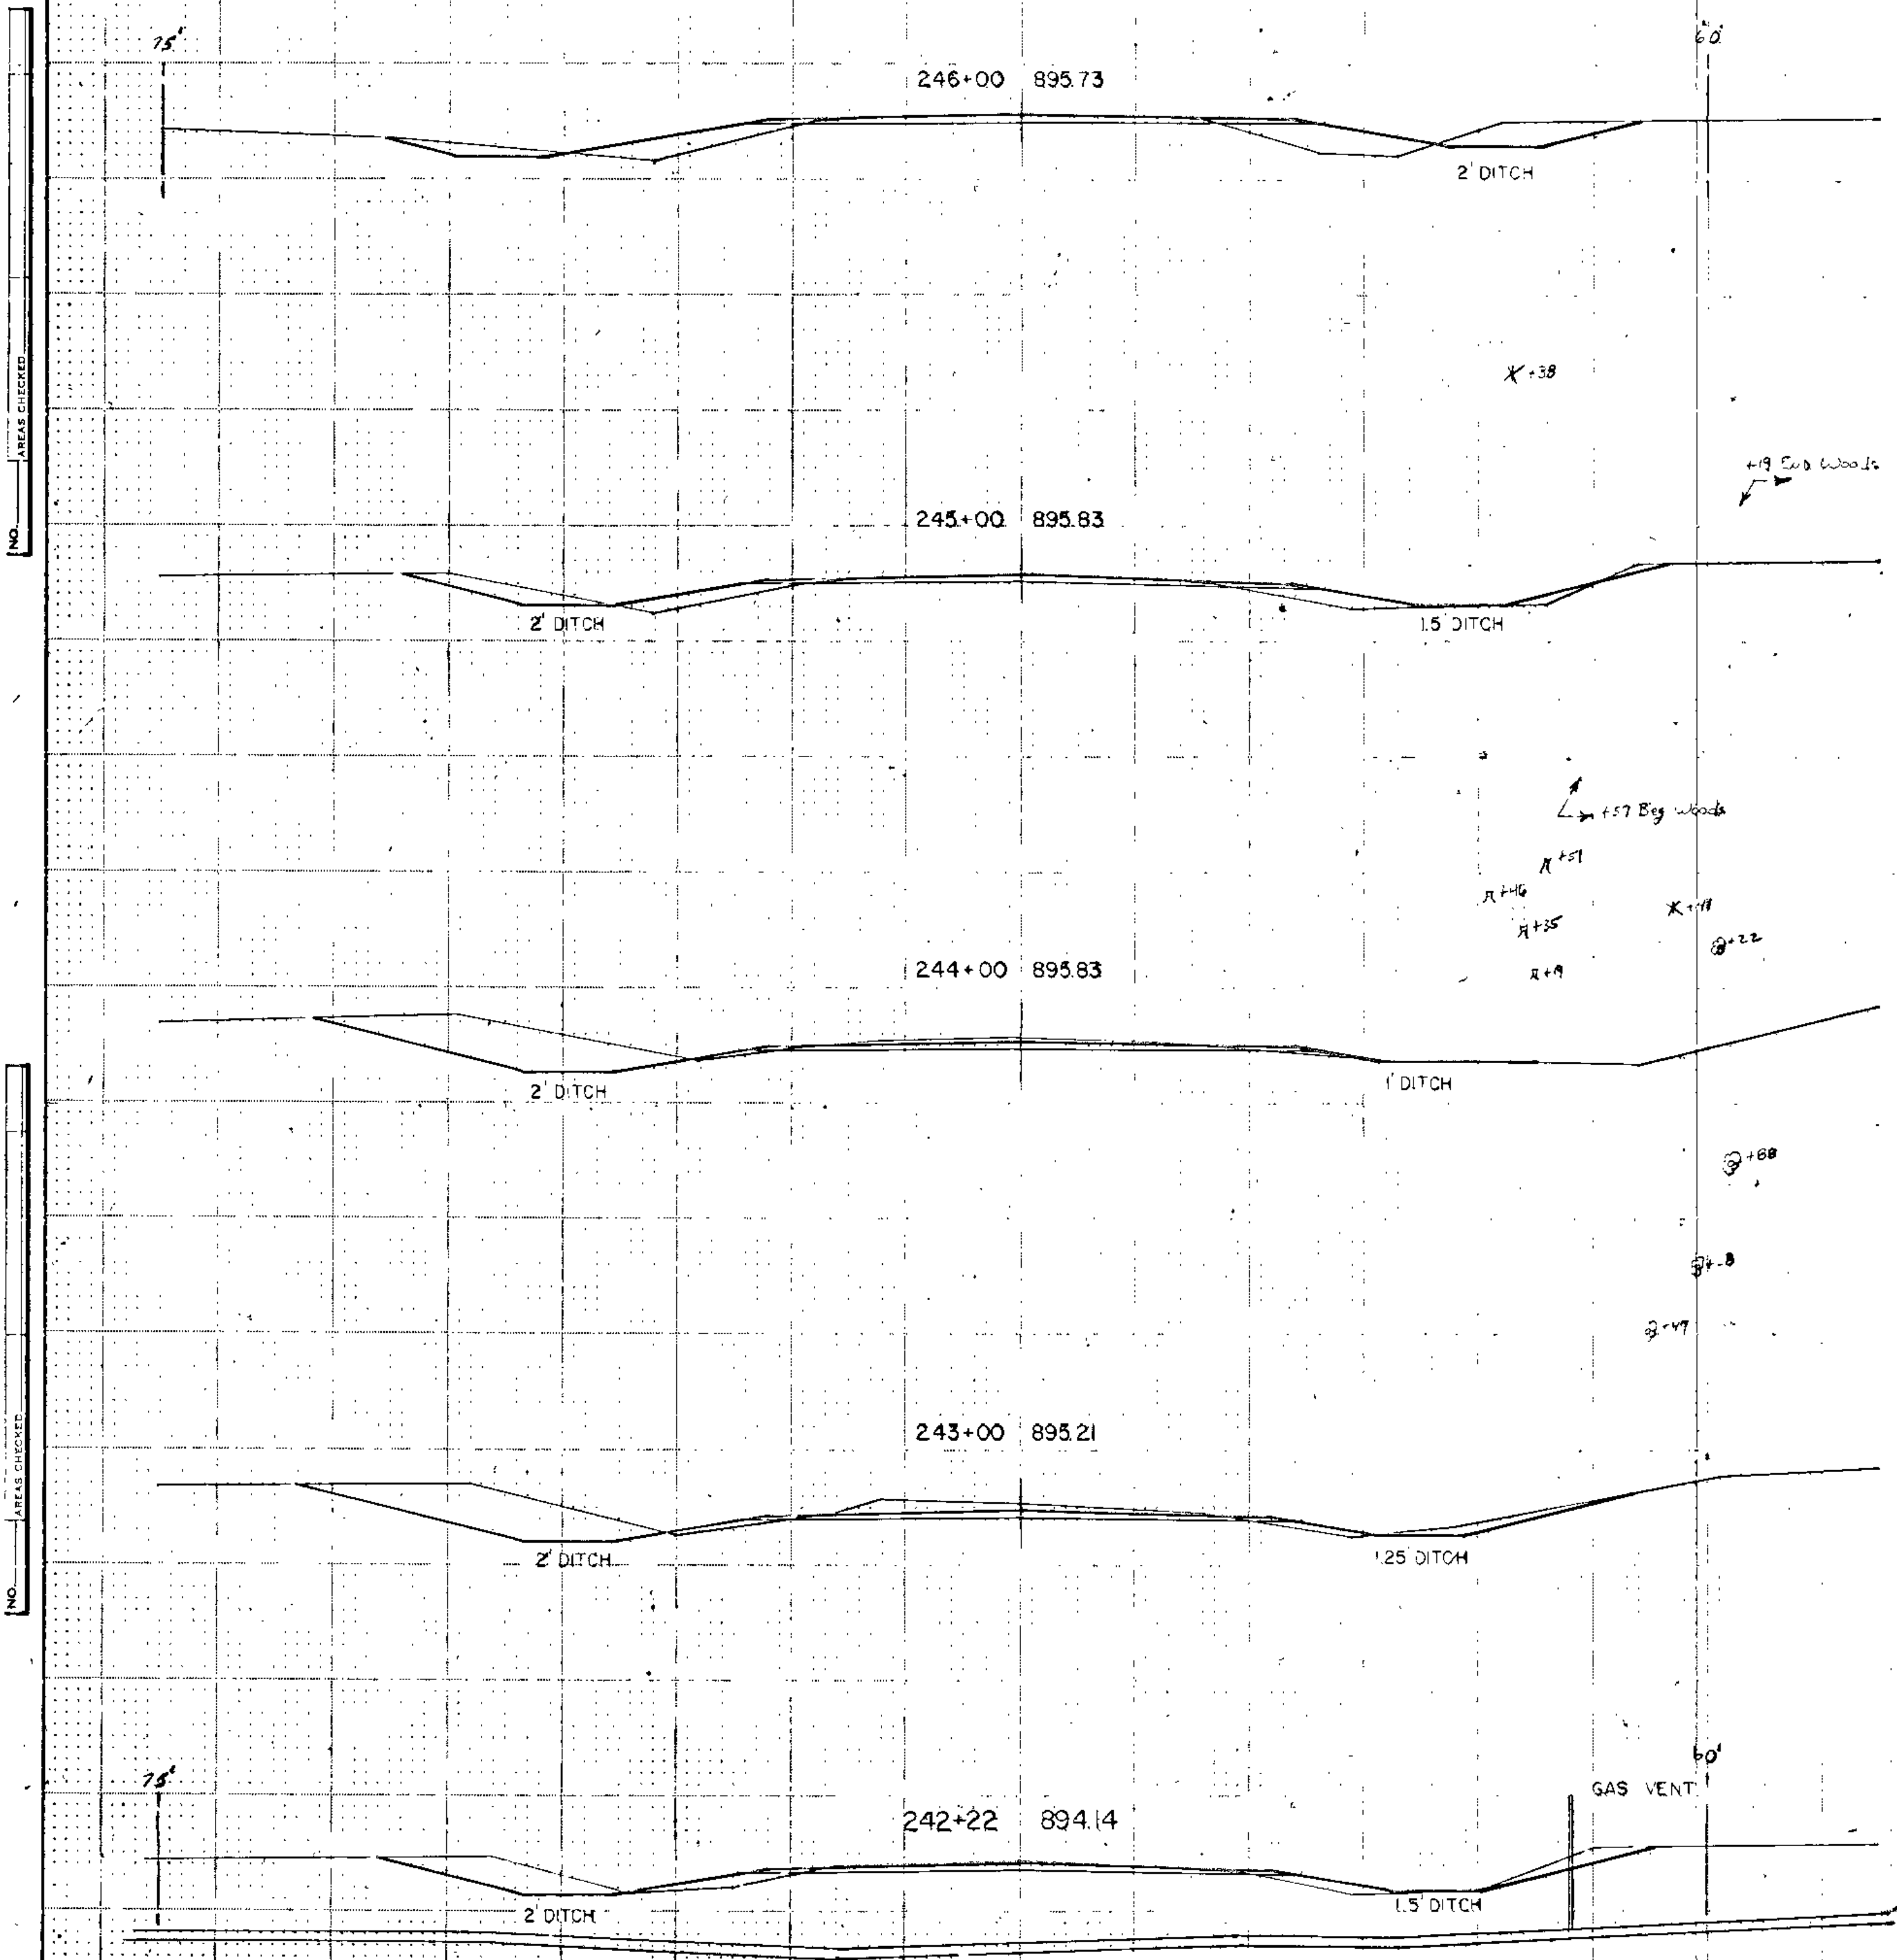 75'
60'
246+00 895.73
2' DITCH
AREAS CHECKED
NO.
+38
+19 End Woods
245+00 895.83
2' DITCH
1.5' DITCH
+57 Beg Woods
+51
+46
+35
+22
+19
244+00 895.83
2' DITCH
1' DITCH
+68
+47
243+00 895.21
2' DITCH
1.25' DITCH
AREAS CHECKED
NO.
75'
60'
GAS VENT
242+22 894.14
2' DITCH
1.5' DITCH